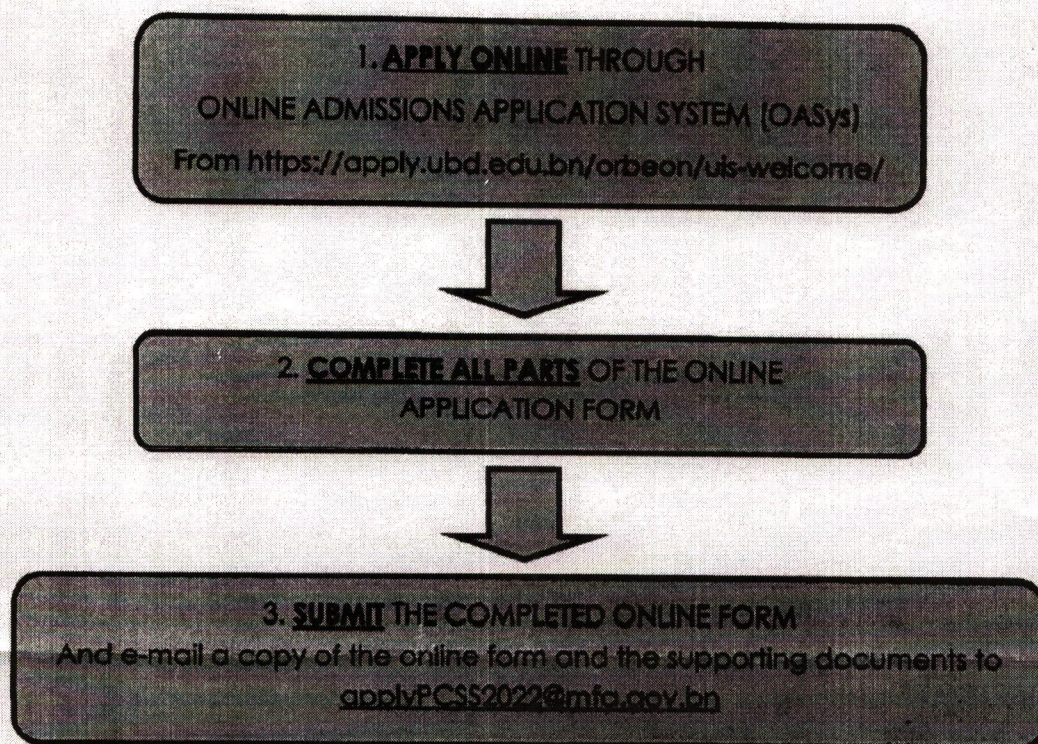 1. APPLY ONLINE THROUGH
ONLINE ADMISSIONS APPLICATION SYSTEM (OASys)
From https://apply.ubd.edu.bn/orbeon/uis-welcome/
2. COMPLETE ALL PARTS OF THE ONLINE
APPLICATION FORM
3. SUBMIT THE COMPLETED ONLINE FORM
And e-mail a copy of the online form and the supporting documents to
applyPCSS2022@mfa.gov.bn